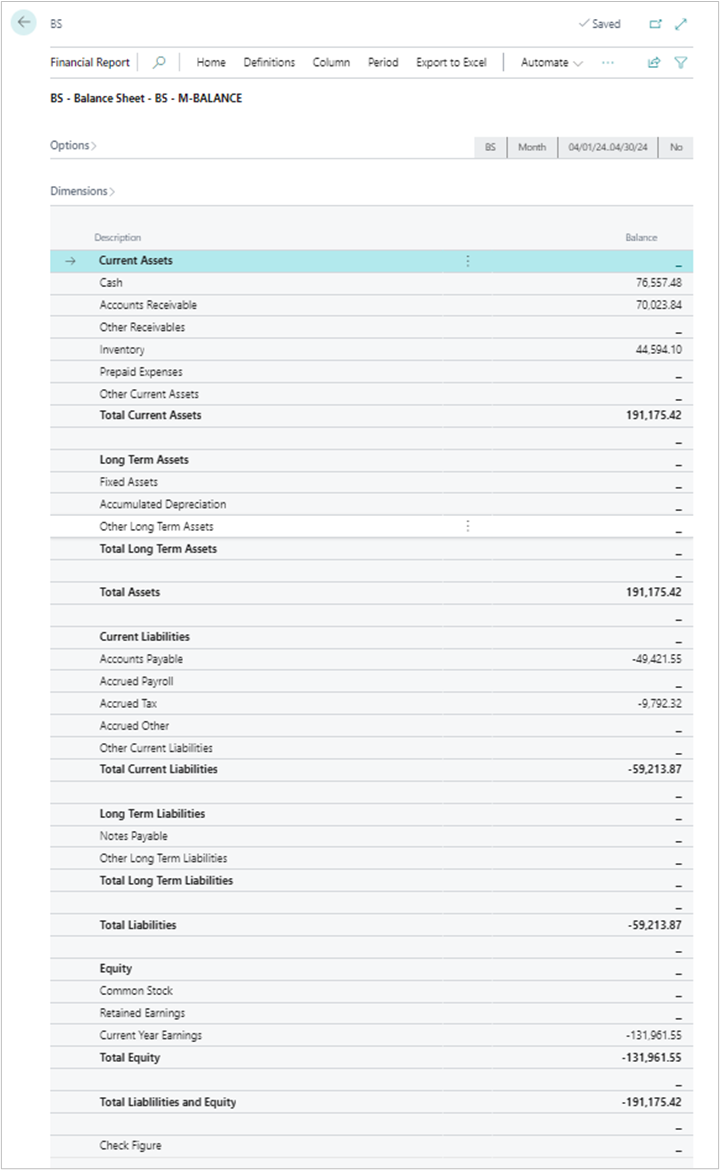 BS Saved
Financial Report Home Definitions Column Period Export to Excel Automate ...
BS - Balance Sheet - BS - M-BALANCE
Options BS Month 04/01/24..04/30/24 No
Dimensions
Description Balance
Current Assets _
Cash 76,557.48
Accounts Receivable 70,023.84
Other Receivables _
Inventory 44,594.10
Prepaid Expenses _
Other Current Assets _
Total Current Assets 191,175.42
_
Long Term Assets _
Fixed Assets _
Accumulated Depreciation _
Other Long Term Assets _
Total Long Term Assets _
_
Total Assets 191,175.42
_
Current Liabilities _
Accounts Payable -49,421.55
Accrued Payroll _
Accrued Tax -9,792.32
Accrued Other _
Other Current Liabilities _
Total Current Liabilities -59,213.87
_
Long Term Liabilities _
Notes Payable _
Other Long Term Liabilities _
Total Long Term Liabilities _
_
Total Liabilities -59,213.87
_
Equity _
Common Stock _
Retained Earnings _
Current Year Earnings -131,961.55
Total Equity -131,961.55
_
Total Liablilities and Equity -191,175.42
_
Check Figure _